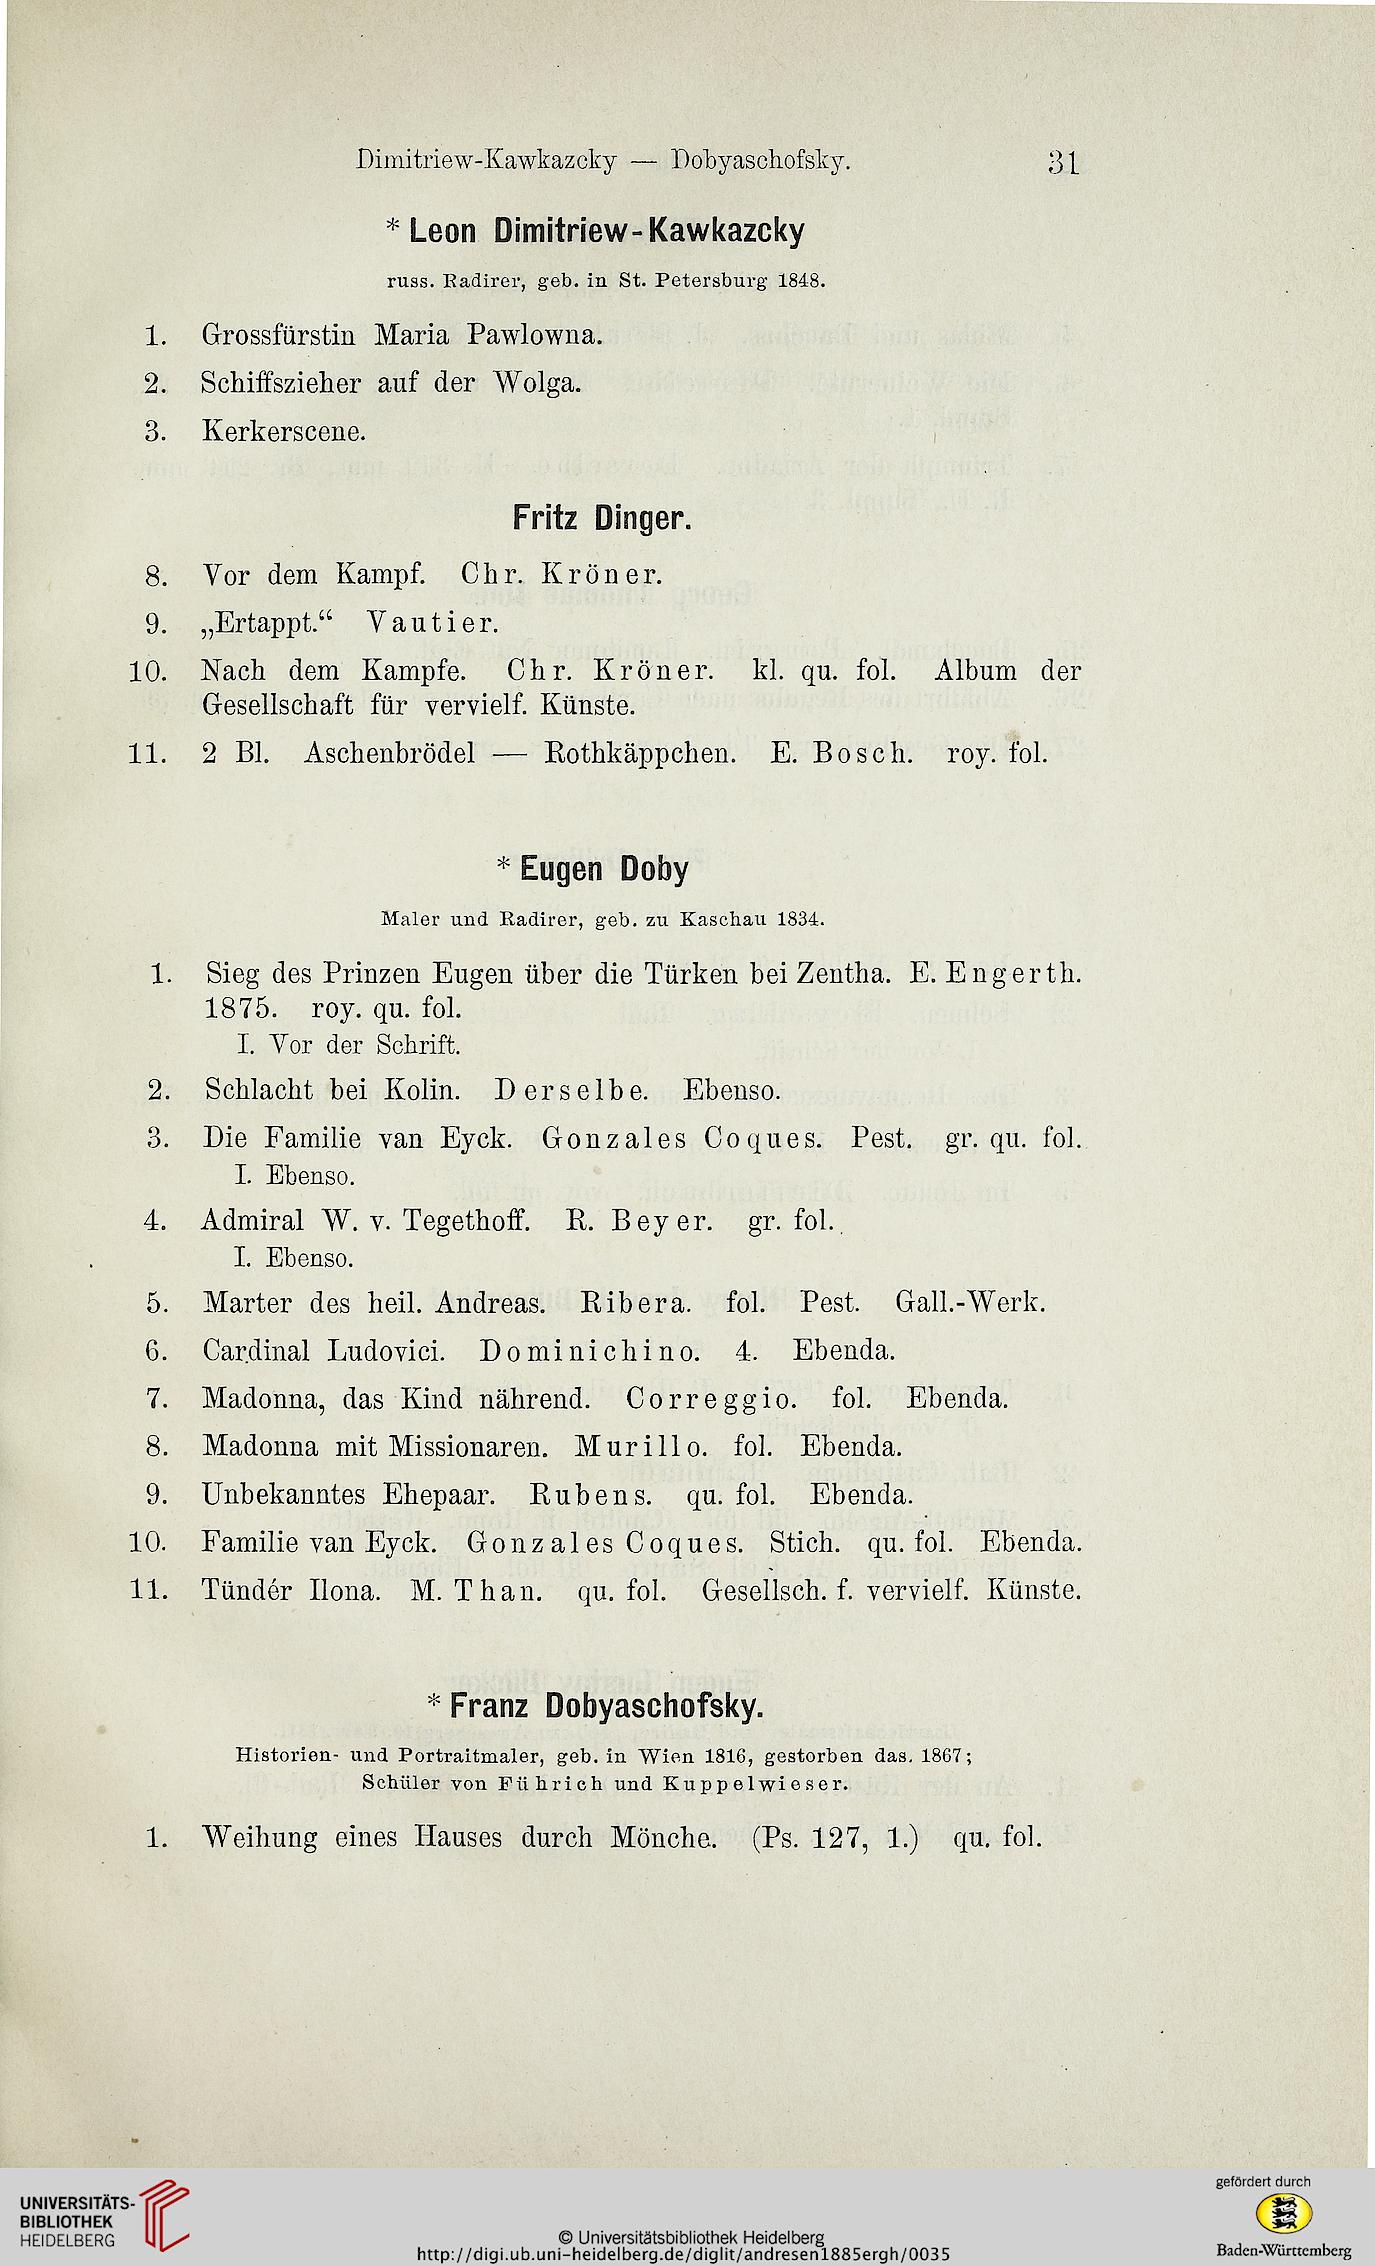 Dimitriew-Kawkazcky — Dobyaschofsky. 31
* Leon Dimitriew-Kawkazcky
russ. Radirer, geb. in St. Petersburg 1848.
1. Grossfürstin Maria Pawlowna.
2. Schiffszieher auf der Wolga.
3. Kerkerscene.
Fritz Dinger.
8. Vor dem Kampf. Chr. Kröner.
9. „Ertappt.“ Vautier.
10. Nach dem Kampfe. Chr. Kröner. kl. qu. fol. Album der
Gesellschaft für vervielf. Künste.
11. 2 Bl. Aschenbrödel — Rothkäppchen. E. Bosch. roy. fol.
* Eugen Doby
Maler und Radirer, geb. zu Kaschau 1834.
1. Sieg des Prinzen Eugen über die Türken bei Zentha. E. Engerth.
1875. roy. qu. fol.
I. Vor der Schrift.
2. Schlacht bei Kolin. Derselbe. Ebenso.
3. Die Familie van Eyck. Gonzales Coques. Pest. gr. qu. fol.
I. Ebenso.
4. Admiral W. v. Tegethoff. R. Beyer. gr. fol.
I. Ebenso.
5. Marter des heil. Andreas. Ribera. fol. Pest. Gall.-Werk.
6. Cardinal Ludovici. Dominichino. 4. Ebenda.
7. Madonna, das Kind nährend. Correggio. fol. Ebenda.
8. Madonna mit Missionaren. Murillo. fol. Ebenda.
9. Unbekanntes Ehepaar. Rubens. qu. fol. Ebenda.
10. Familie van Eyck. Gonzales Coques. Stich. qu. fol. Ebenda.
11. Tündér Ilona. M. Than. qu. fol. Gesellsch. f. vervielf. Künste.
* Franz Dobyaschofsky.
Historien- und Portraitmaler, geb. in Wien 1816, gestorben das. 1867;
Schüler von Führich und Kuppelwieser.
1. Weihung eines Hauses durch Mönche. (Ps. 127, 1.) qu. fol.
UNIVERSITÄTS-
BIBLIOTHEK
HEIDELBERG
© Universitätsbibliothek Heidelberg
http://digi.ub.uni-heidelberg.de/diglit/andresen1885ergh/0035
gefördert durch
Baden-Württemberg